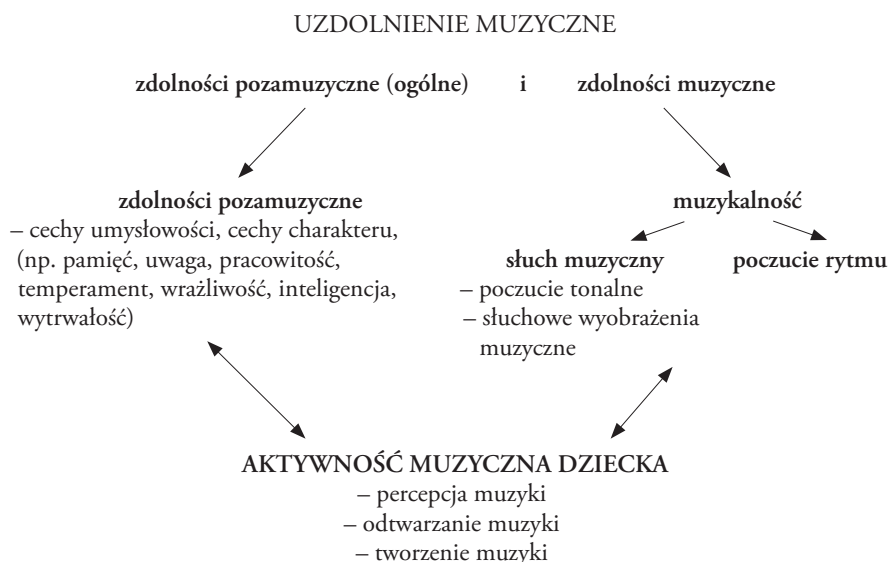 UZDOLNIENIE MUZYCZNE
zdolności pozamuzyczne (ogólne) i zdolności muzyczne
zdolności pozamuzyczne
– cechy umysłowości, cechy charakteru,
(np. pamięć, uwaga, pracowitość,
temperament, wrażliwość, inteligencja,
wytrwałość)
muzykalność
słuch muzyczny
– poczucie tonalne
– słuchowe wyobrażenia
muzyczne
poczucie rytmu
AKTYWNOŚĆ MUZYCZNA DZIECKA
– percepcja muzyki
– odtwarzanie muzyki
– tworzenie muzyki